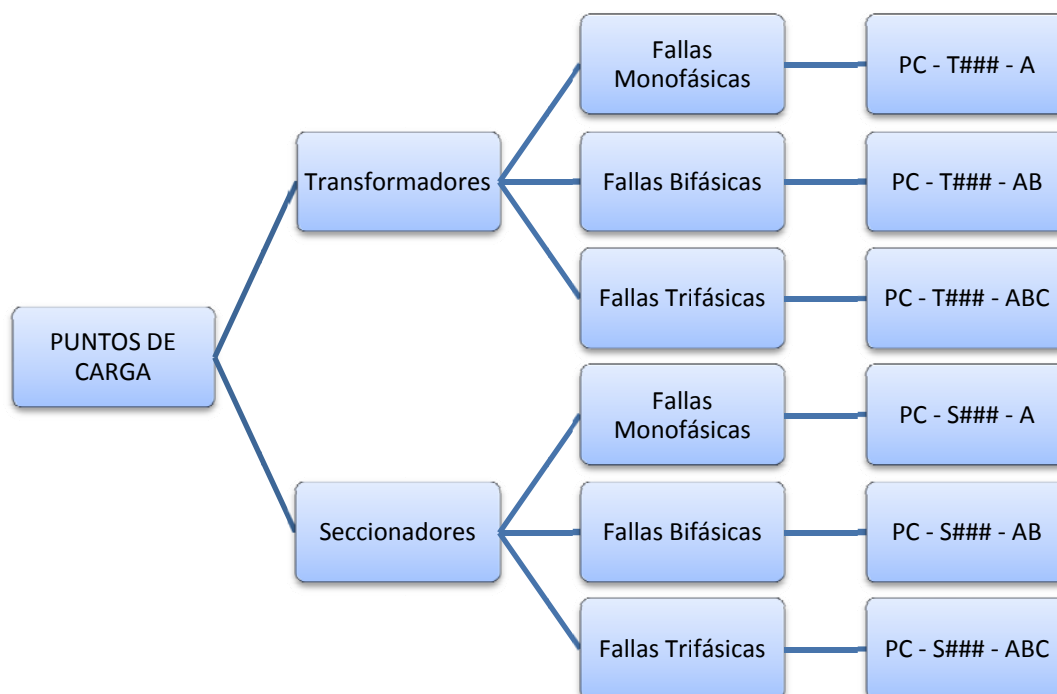 PUNTOS DE
CARGA
Transformadores
Fallas
Monofásicas
PC - T### - A
Fallas Bifásicas
PC - T### - AB
Fallas Trifásicas
PC - T### - ABC
Seccionadores
Fallas
Monofásicas
PC - S### - A
Fallas Bifásicas
PC - S### - AB
Fallas Trifásicas
PC - S### - ABC